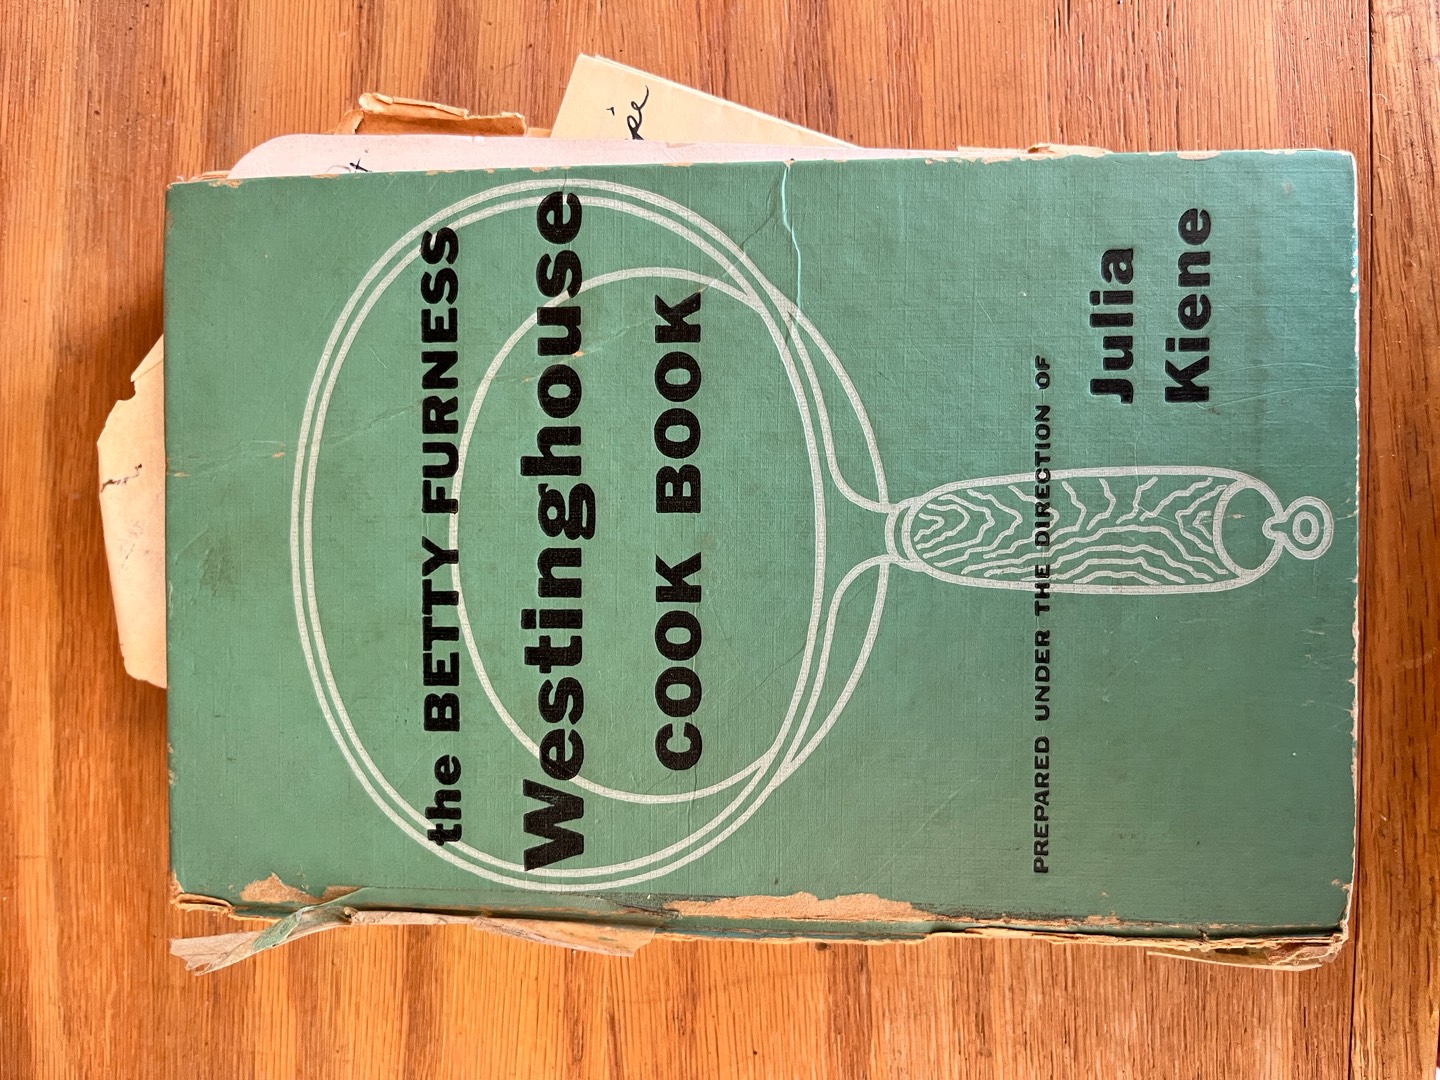 the BETTY FURNESS
Westinghouse
COOK BOOK
PREPARED UNDER THE DIRECTION OF
Julia
Kiene